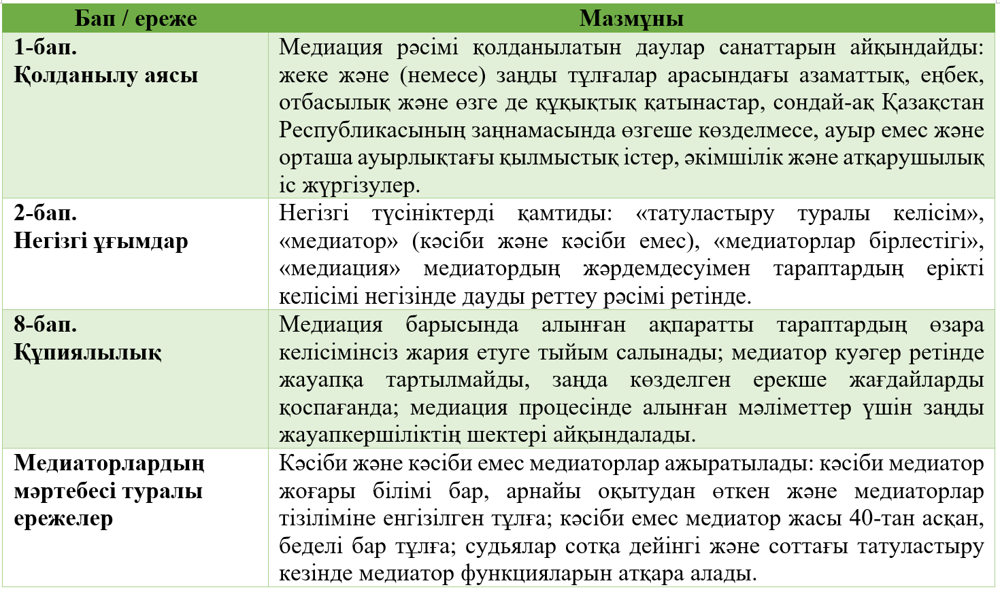 Бап / ереже
Мазмұны
1-бап.
Қолданылу аясы
Медиация рәсімі қолданылатын даулар санаттарын айқындайды:
жеке және (немесе) заңды тұлғалар арасындағы азаматтық, еңбек,
отбасылық және өзге де құқықтық қатынастар, сондай-ақ Қазақстан
Республикасының заңнамасында өзгеше көзделмесе, ауыр емес және
орташа ауырлықтағы қылмыстық істер, әкімшілік және атқарушылық
іс жүргізулер.
2-бап.
Негізгі ұғымдар
Негізгі түсініктерді қамтиды: «татуластыру туралы келісім»,
«медиатор» (кәсіби және кәсіби емес), «медиаторлар бірлестігі»,
«медиация» медиатордың жәрдемдесуімен тараптардың ерікті
келісімі негізінде дауды реттеу рәсімі ретінде.
8-бап.
Құпиялылық
Медиация барысында алынған ақпаратты тараптардың өзара
келісімінсіз жария етуге тыйым салынады; медиатор куәгер ретінде
жауапқа тартылмайды, заңда көзделген ерекше жағдайларды
қоспағанда; медиация процесінде алынған мәліметтер үшін заңды
жауапкершіліктің шектері айқындалады.
Медиаторлардың
мәртебесі туралы
ережелер
Кәсіби және кәсіби емес медиаторлар ажыратылады: кәсіби медиатор
жоғары білімі бар, арнайы оқытудан өткен және медиаторлар
тізіліміне енгізілген тұлға; кәсіби емес медиатор жасы 40-тан асқан,
беделі бар тұлға; судьялар сотқа дейінгі және соттағы татуластыру
кезінде медиатор функцияларын атқара алады.